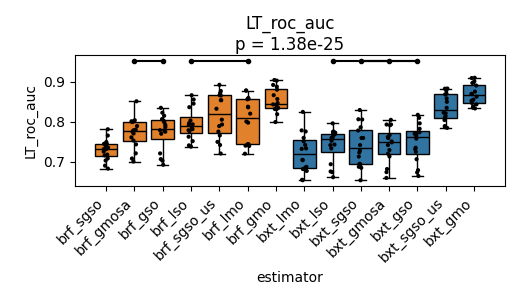 LT_roc_auc
p = 1.38e-25
LT_roc_auc
0.9
0.8
0.7
brf_sgso
brf_gmosa
brf_gso
brf_lso
brf_sgso_us
brf_lmo
brf_gmo
bxt_lmo
bxt_lso
bxt_sgso
bxt_gmosa
bxt_gso
bxt_sgso_us
bxt_gmo
estimator